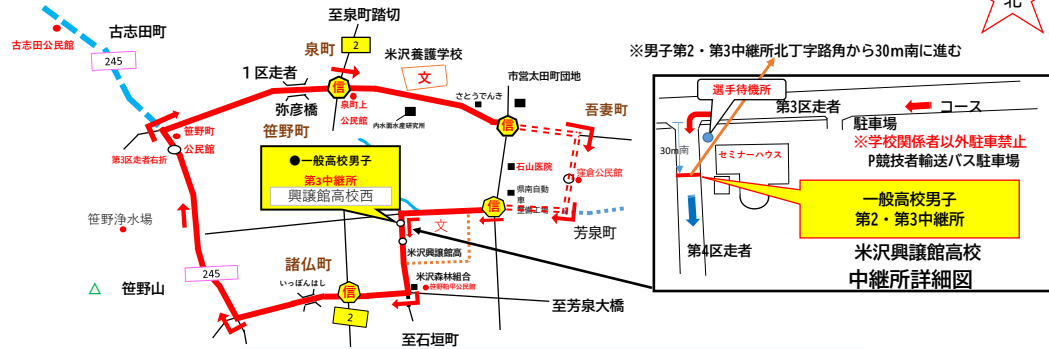 北
至泉町踏切
2
古志田町
古志田公民館
245
泉町
米沢養護学校
文
※男子第2・第3中継所北丁字路角から30m南に進む
1区走者
信
弥彦橋
泉町上
公民館
さとうでんき
市営太田町団地
内水面水産研究所
吾妻町
信
笹野町
公民館
第3区走者右折
笹野町
●一般高校男子
第3中継所
興譲館高校西
石山医院
窪倉公民館
県南自動
車
整備工場
信
芳泉町
文
米沢興譲館高
笹野浄水場
245
笹野山
諸仏町
いっぽんはし
信
2
米沢森林組合
至芳泉大橋
至石垣町
選手待機所
第3区走者
コース
駐車場
※学校関係者以外駐車禁止
P競技者輸送バス駐車場
30m南
セミナーハウス
一般高校男子
第2・第3中継所
第4区走者
米沢興譲館高校
中継所詳細図